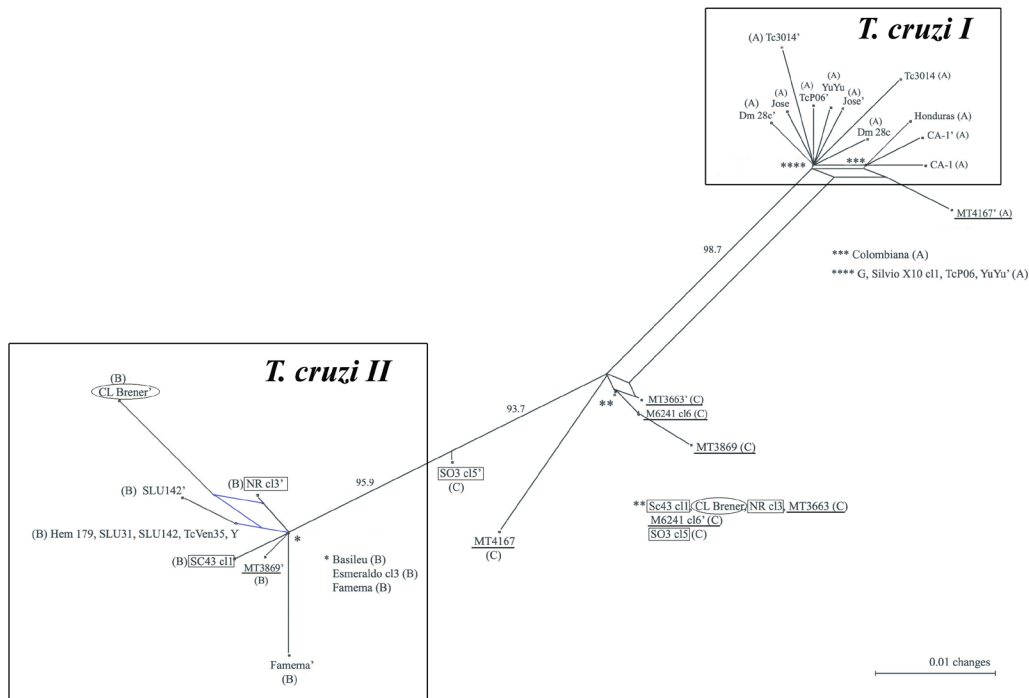 T. cruzi I
(A) Tc3014’
(A)
YuYu
(A)
TcP06’
(A)
Jose’
(A)
Jose
(A)
Dm 28c’
Tc3014 (A)
Honduras (A)
(A)
Dm 28c
CA-1’ (A)
****
***
CA-1 (A)
MT4167’ (A)
98.7
*** Colombiana (A)
**** G, Silvio X10 cl1, TcP06, YuYu’ (A)
T. cruzi II
(B)
CL Brener’
93.7
**
MT3663’ (C)
M6241 cl6 (C)
MT3869 (C)
SO3 cl5’
(C)
95.9
(B) NR cl3’
(B) SLU142’
(B) Hem 179, SLU31, SLU142, TcVen35, Y
*
** Sc43 cl1, CL Brener, NR cl3, MT3663 (C)
M6241 cl6’ (C)
SO3 cl5 (C)
MT4167
(C)
(B) SC43 cl1
MT3869’
(B)
* Basileu (B)
Esmeraldo cl3 (B)
Famema (B)
Famema’
(B)
0.01 changes